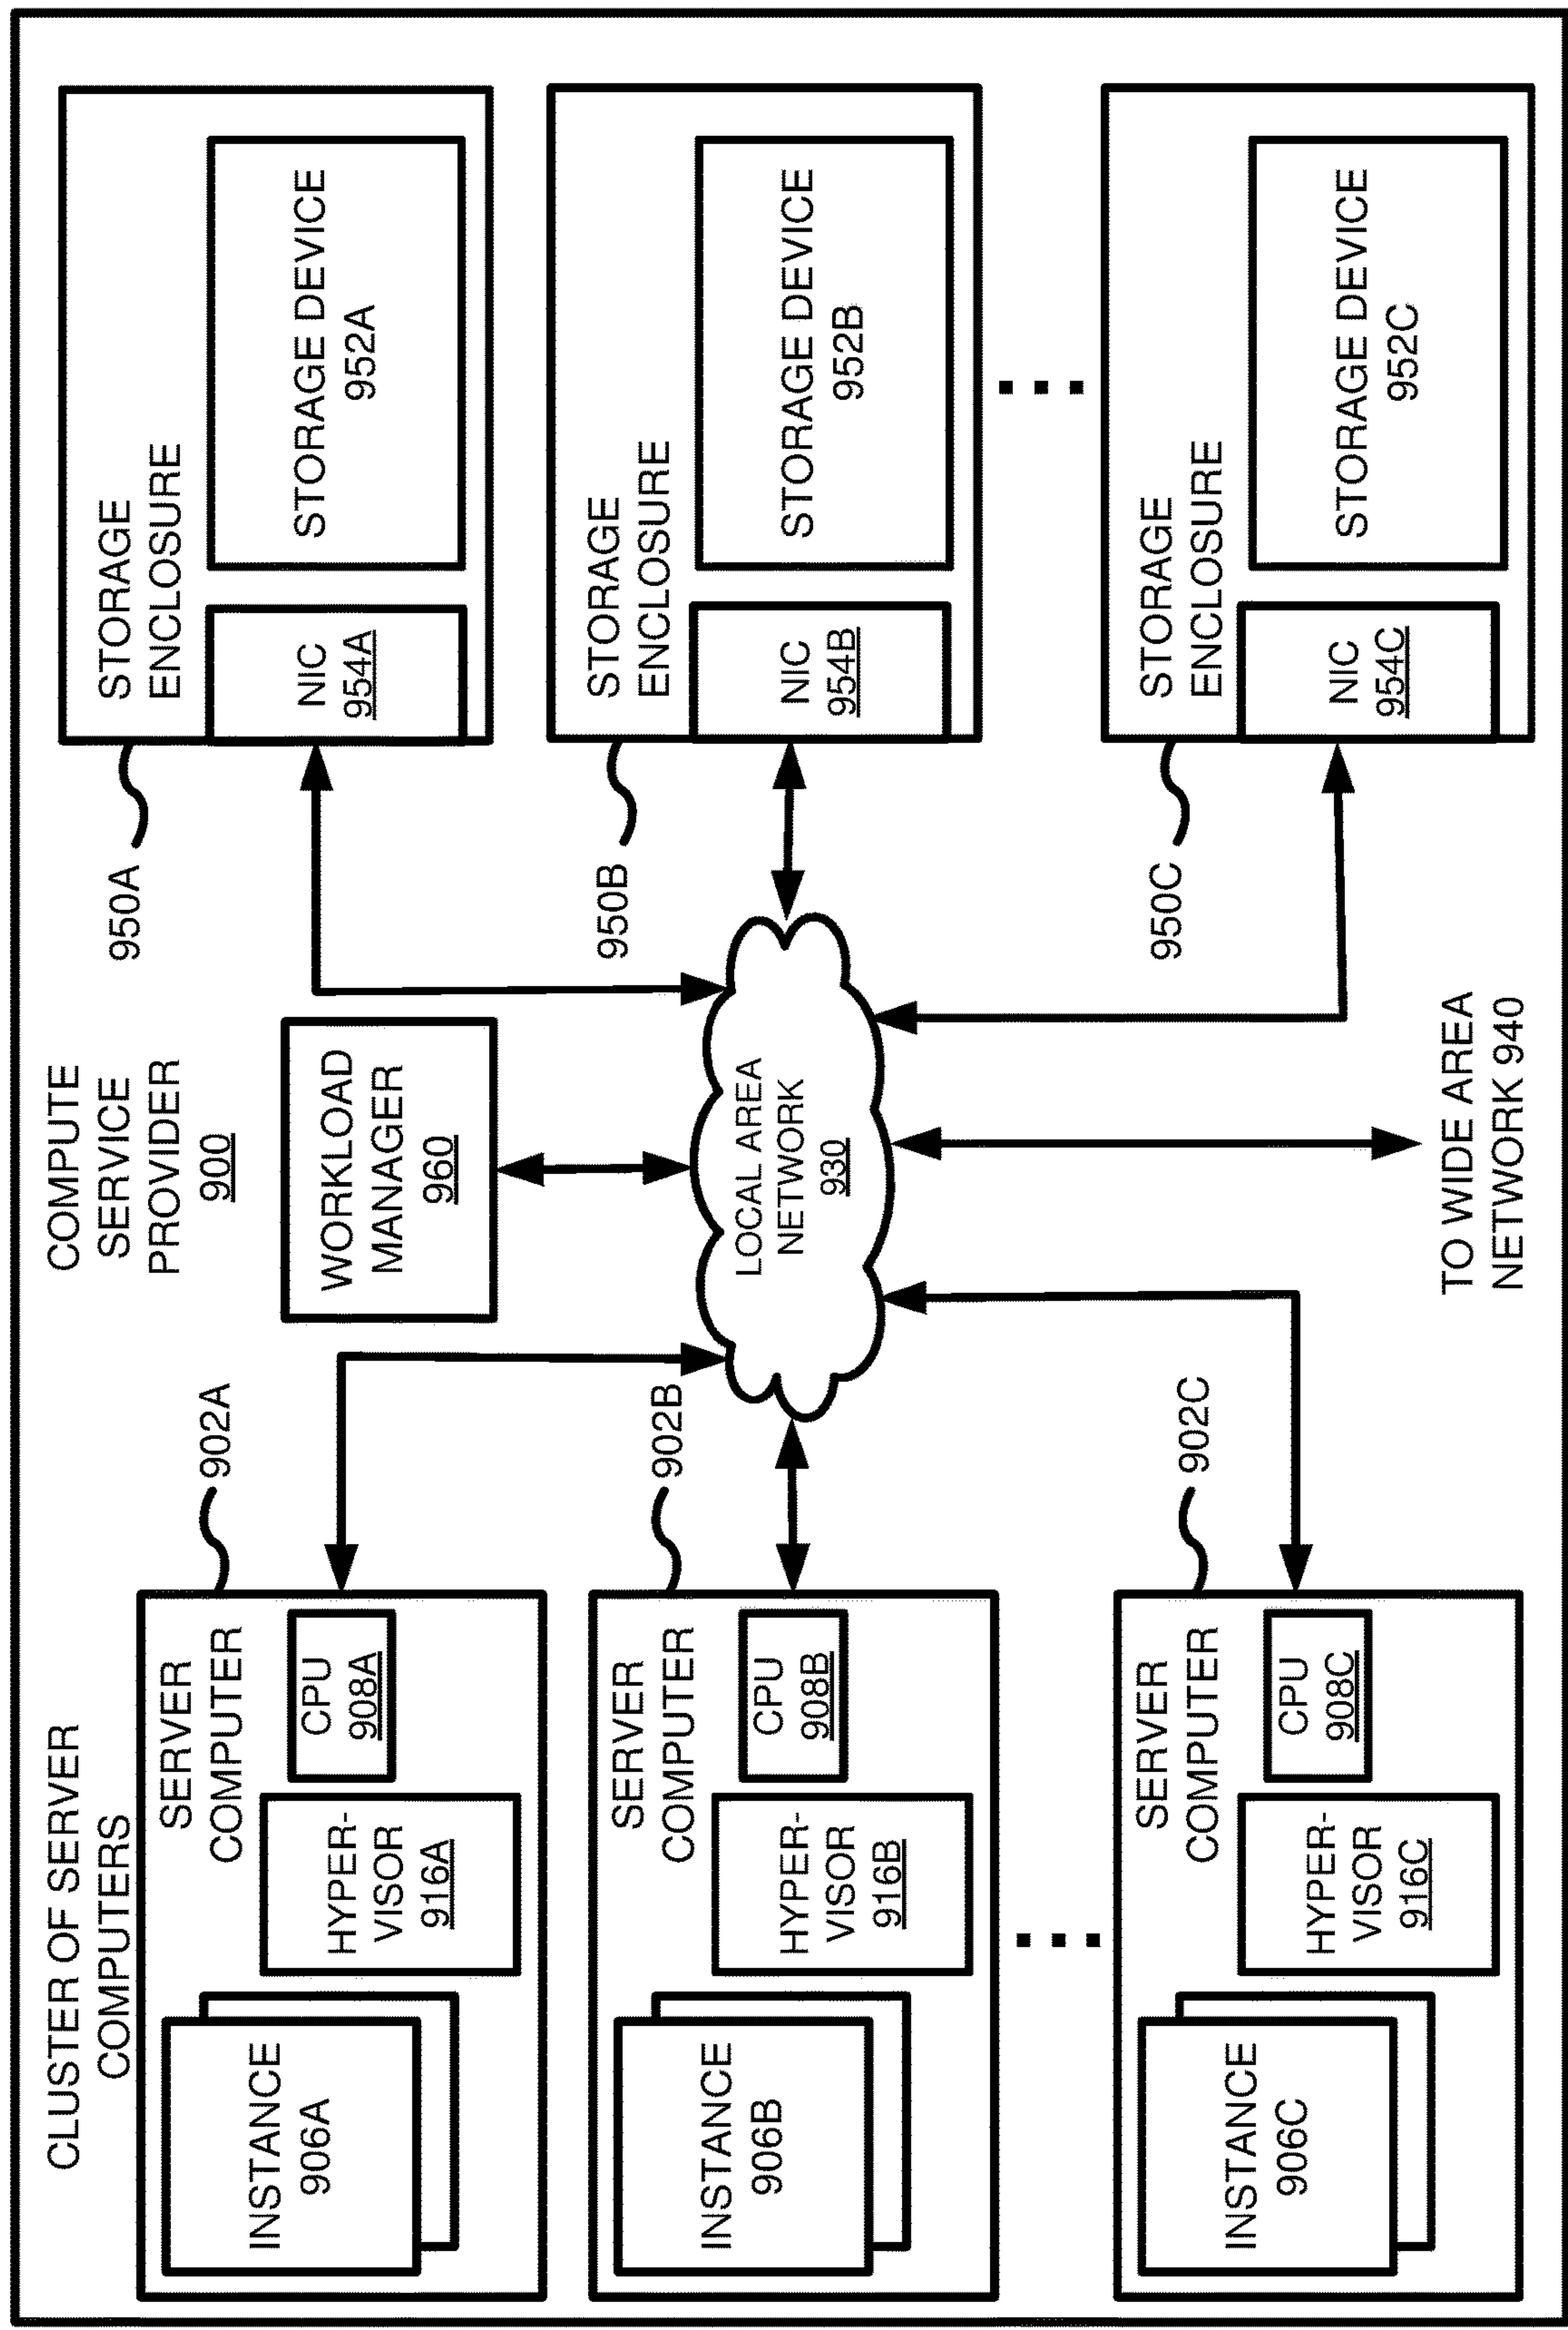 CLUSTER OF SERVER
COMPUTERS
COMPUTE
SERVICE
PROVIDER
900
902A
SERVER
COMPUTER
INSTANCE
906A
HYPER-
VISOR
916A
CPU
908A
WORKLOAD
MANAGER
960
950A
STORAGE
ENCLOSURE
NIC
954A
STORAGE DEVICE
952A
902B
SERVER
COMPUTER
INSTANCE
906B
HYPER-
VISOR
916B
CPU
908B
LOCAL AREA
NETWORK
930
950B
STORAGE
ENCLOSURE
NIC
954B
STORAGE DEVICE
952B
902C
SERVER
COMPUTER
INSTANCE
906C
HYPER-
VISOR
916C
CPU
908C
950C
STORAGE
ENCLOSURE
NIC
954C
STORAGE DEVICE
952C
TO WIDE AREA
NETWORK 940